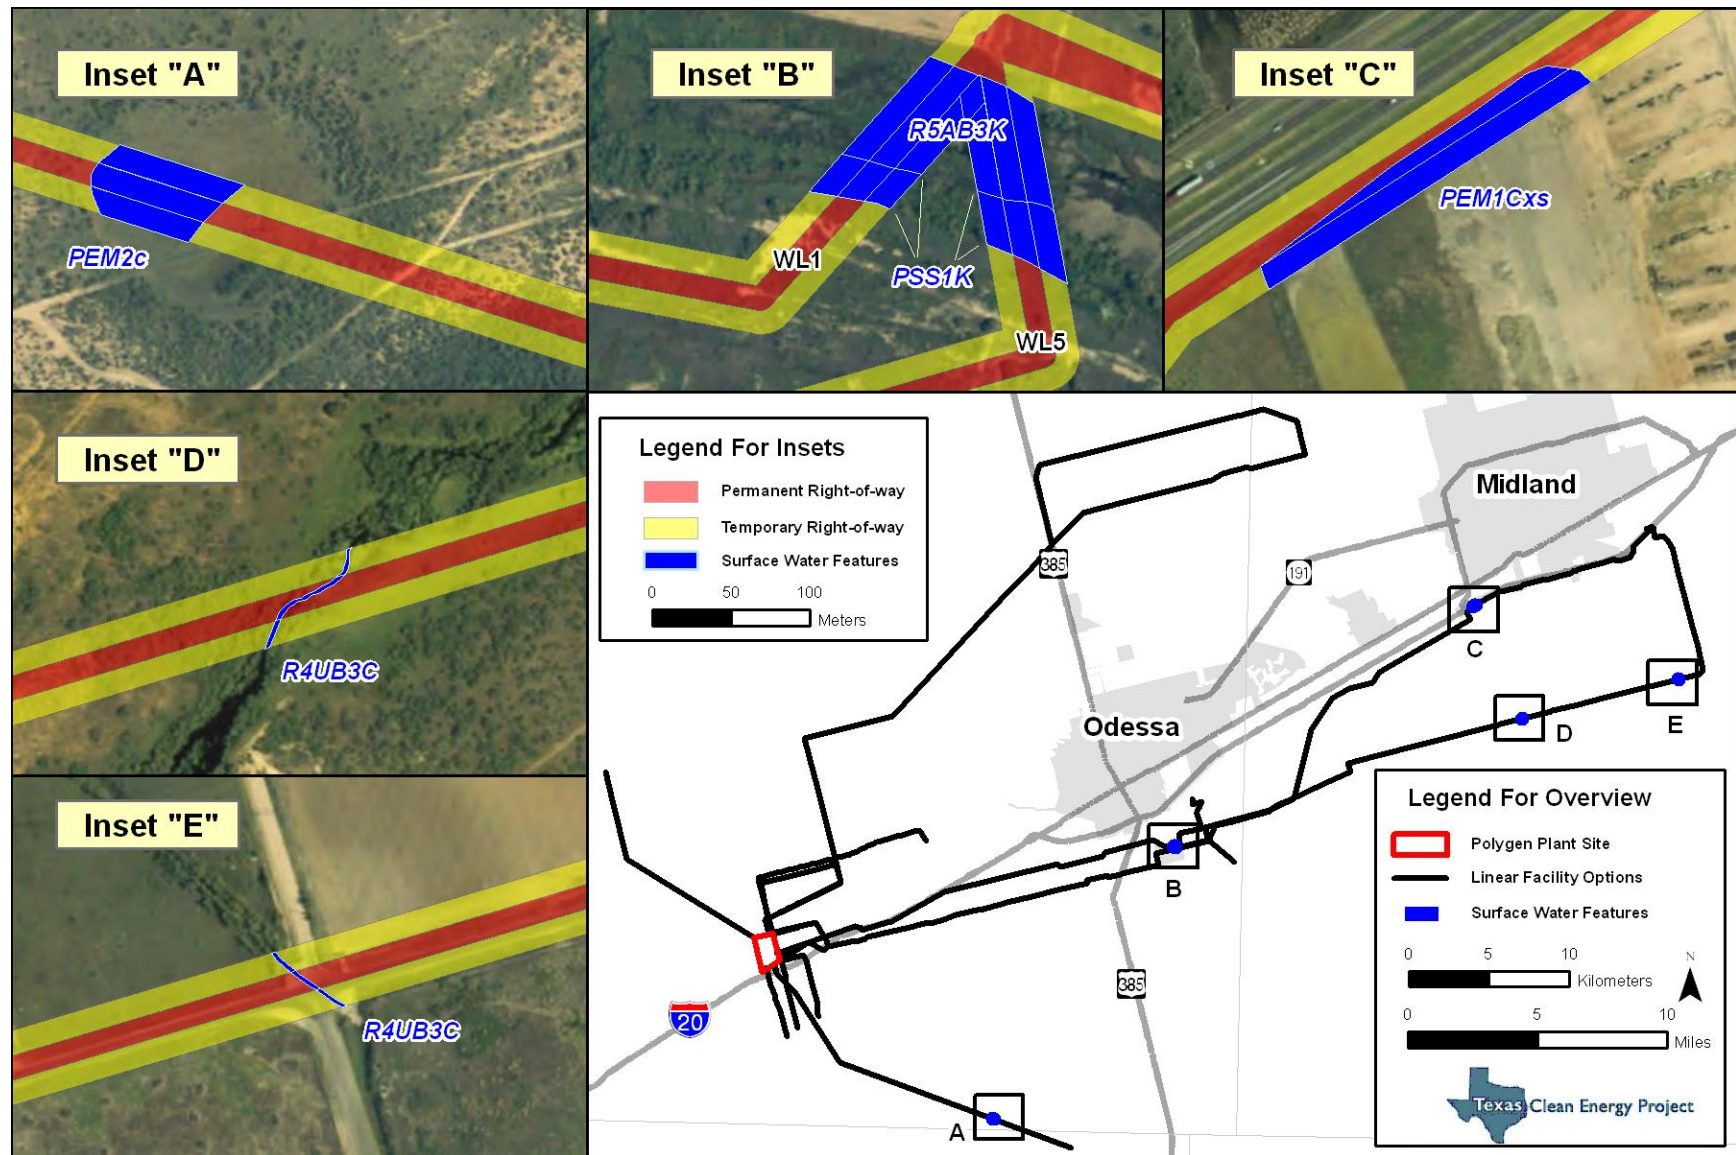 Inset "A"
PEM2c
Inset "B"
R5AB3K
WL1
PSS1K
WL5
Inset "C"
PEM1Cxs
Inset "D"
R4UB3C
Inset "E"
R4UB3C
Legend For Insets
Permanent Right-of-way
Temporary Right-of-way
Surface Water Features
0 50 100
Meters
385
191
Midland
C
Odessa
D
E
B
385
20
A
Legend For Overview
Polygen Plant Site
Linear Facility Options
Surface Water Features
0 5 10
Kilometers
N
0 5 10
Miles
Texas Clean Energy Project